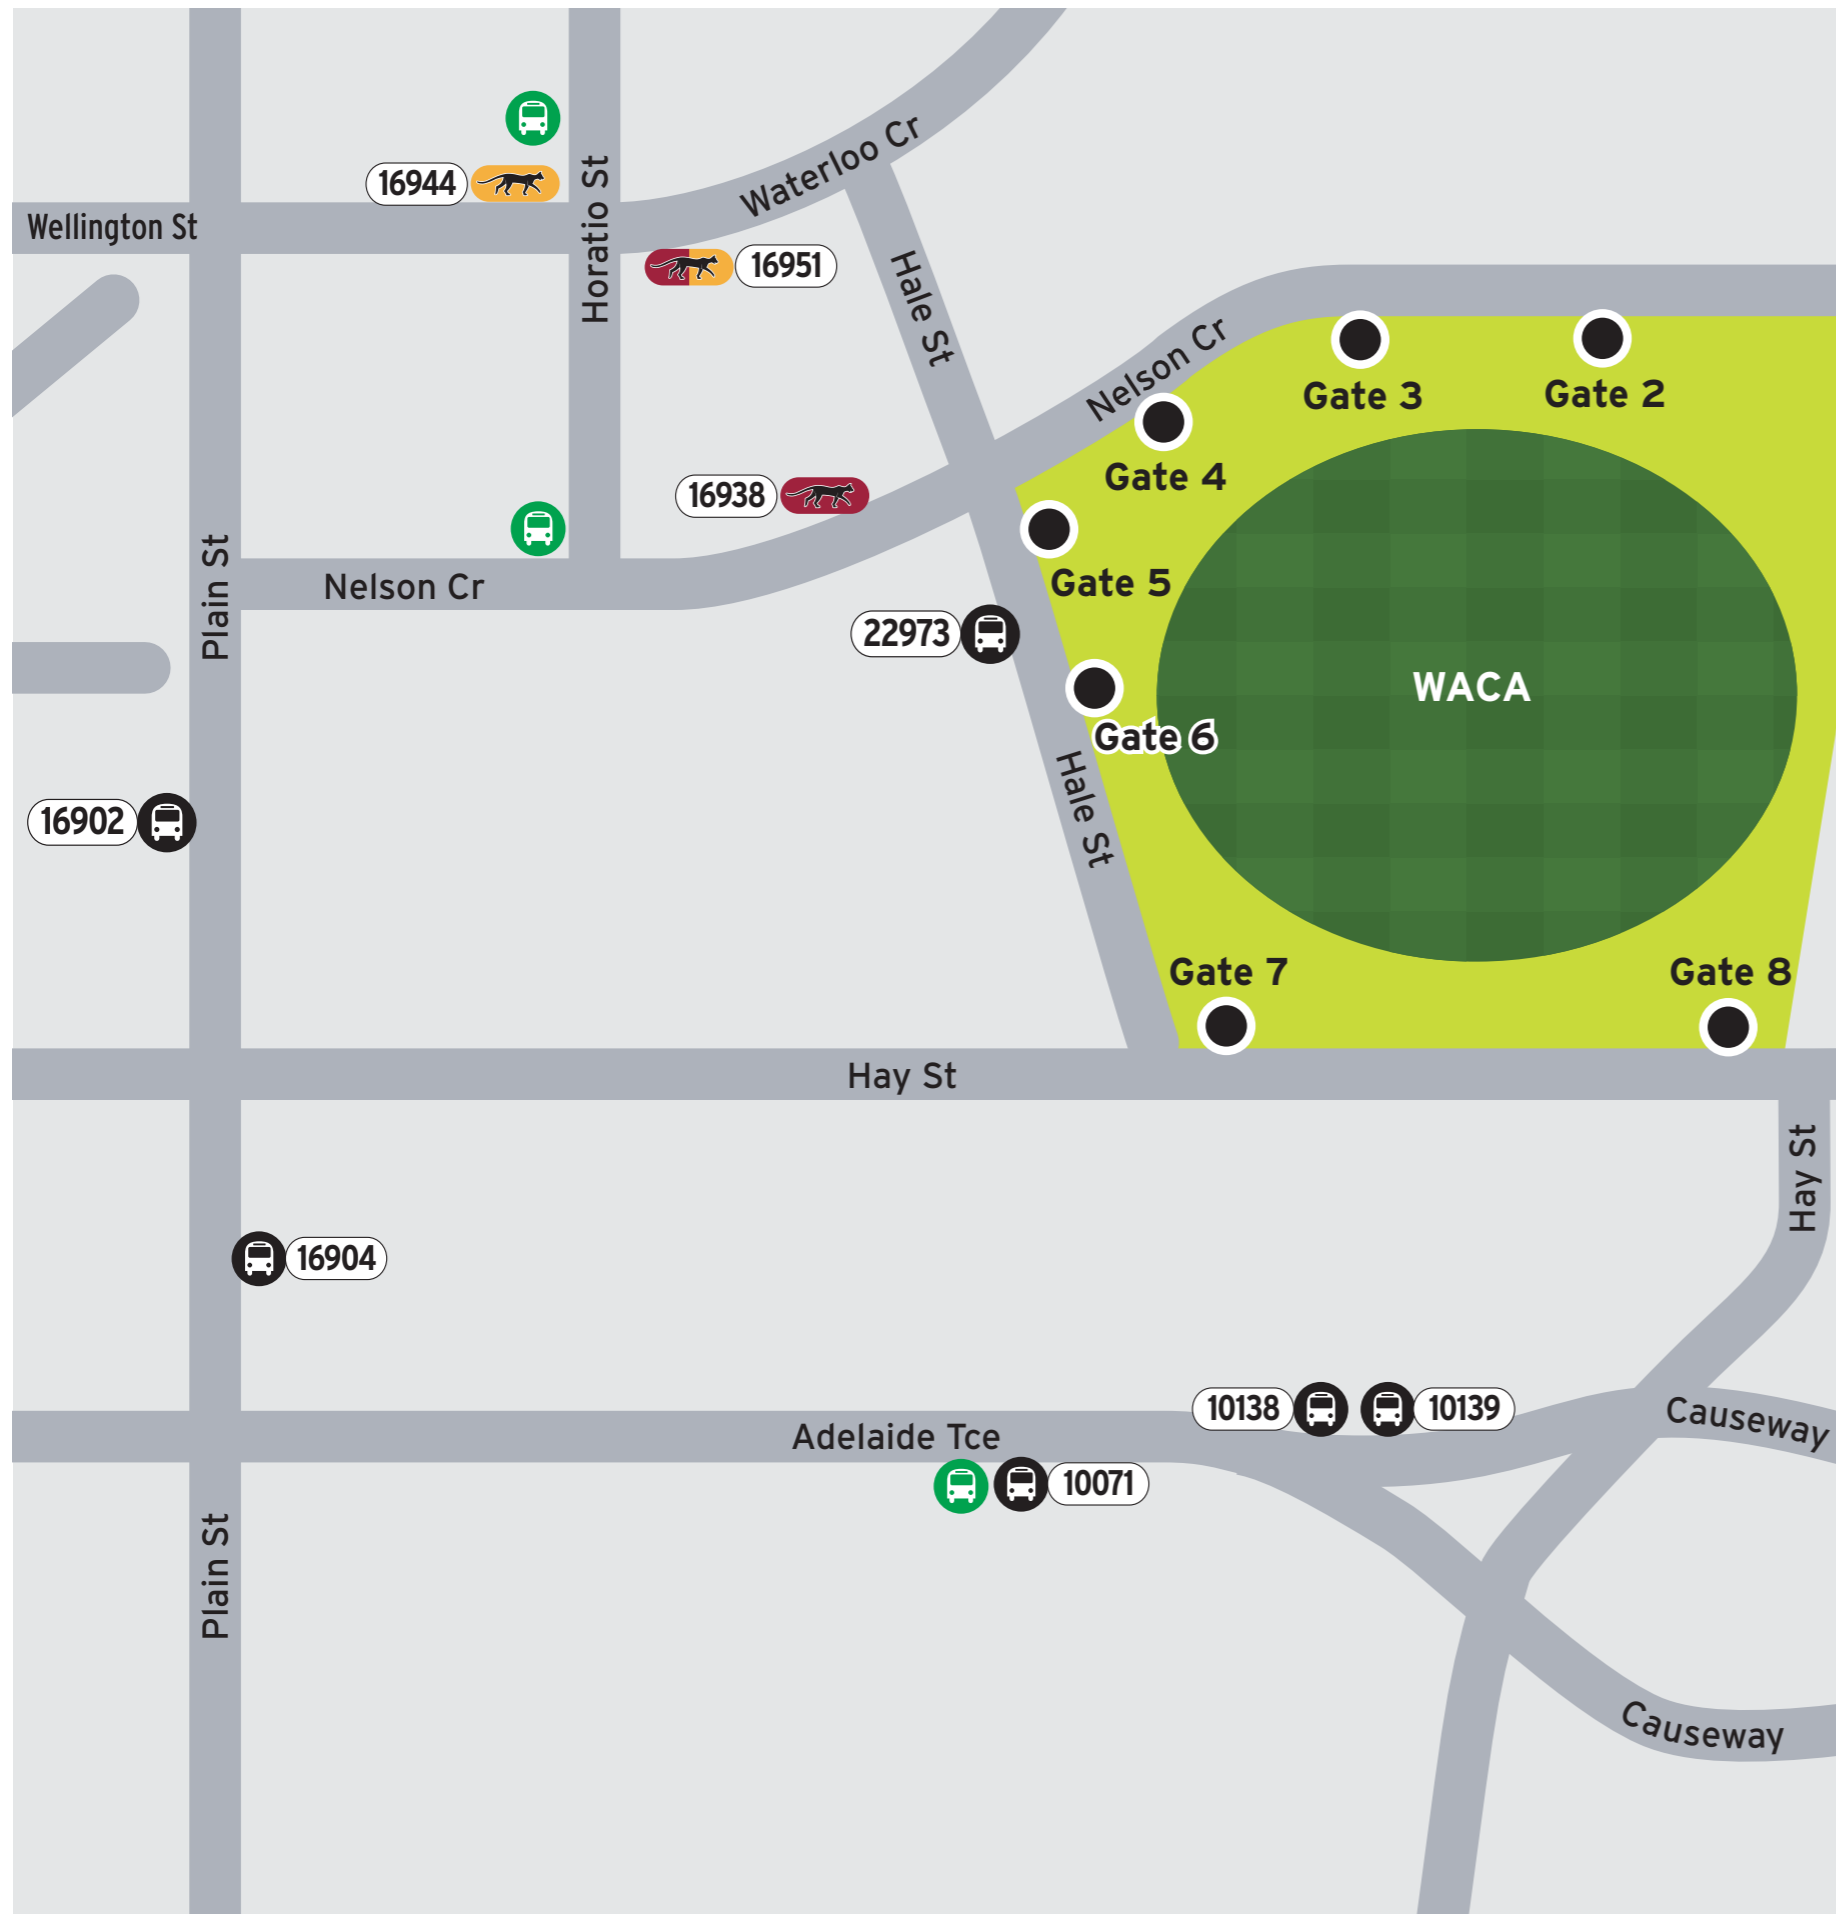 16944
Wellington St
Horatio St
Waterloo Cr
16951
Hale St
Nelson Cr
Gate 3
Gate 2
Gate 4
16938
Plain St
Nelson Cr
Gate 5
22973
WACA
Gate 6
Hale St
16902
Gate 7
Gate 8
Hay St
Hay St
16904
10138
10139
Causeway
Adelaide Tce
10071
Plain St
Causeway